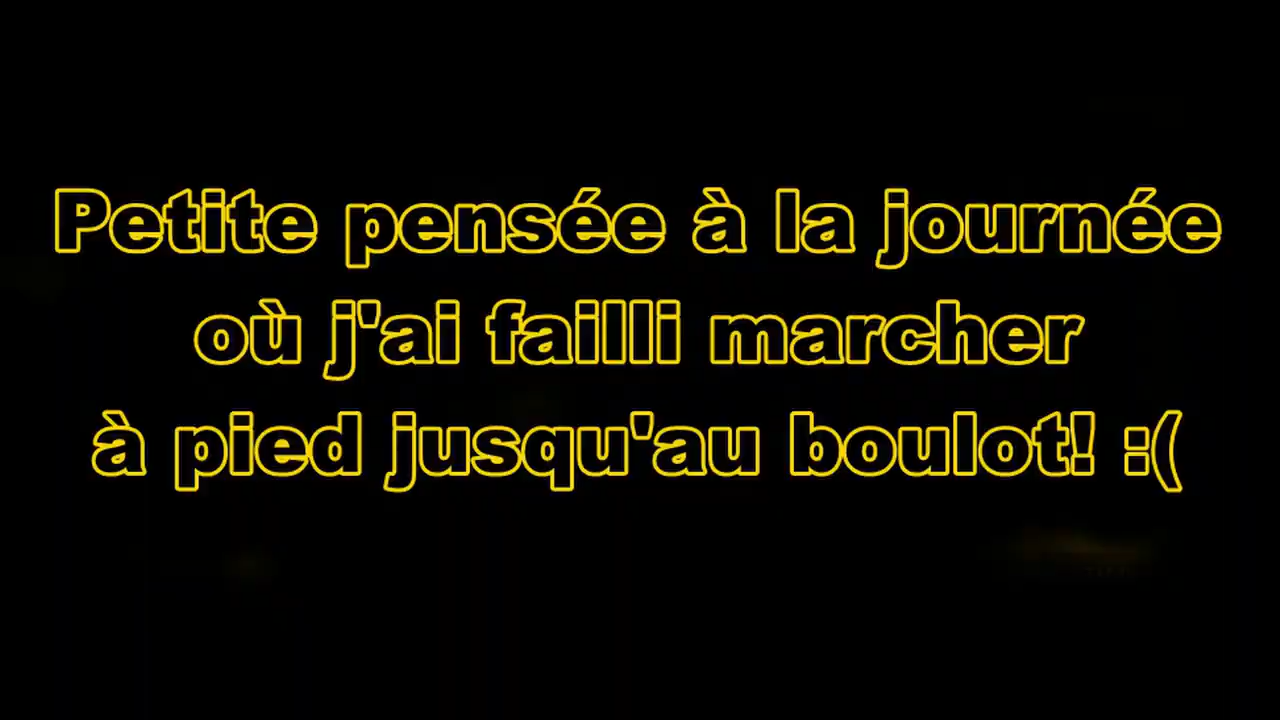 Petite pensée à la journée
où j'ai failli marcher
à pied jusqu'au boulot! :(